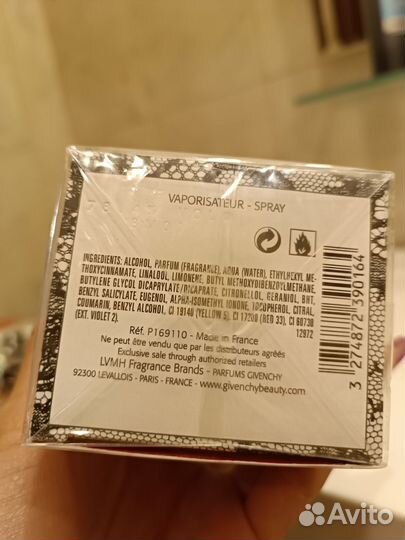 VAPORISATEUR - SPRAY
INGREDIENTS: ALCOHOL, PARFUM (FRAGRANCE), AQUA (WATER), ETHYLHEXYL ME-
THOXYCINNAMATE, LINALOOL, LIMONENE, BUTYL METHOXYDIBENZOYLMETHANE,
BUTYLENE GLYCOL DICAPRYLATE/DICAPRATE, CITRONELLOL, GERANIOL, BHT,
BENZYL SALICYLATE, EUGENOL, ALPHA-ISOMETHYL IONONE, TOCOPHEROL, CITRAL,
COUMARIN, BENZYL ALCOHOL, CI 19140 (YELLOW 5), CI 17200 (RED 33), CI 60730
(EXT. VIOLET 2).
12972
Réf. P169110 - Made in France
Ne peut être vendu que par les distributeurs agréés
Exclusive sale through authorized retailers
LVMH Fragrance Brands - PARFUMS GIVENCHY
92300 LEVALLOIS - PARIS - FRANCE - www.givenchybeauty.com
3 274872 390164
Avito